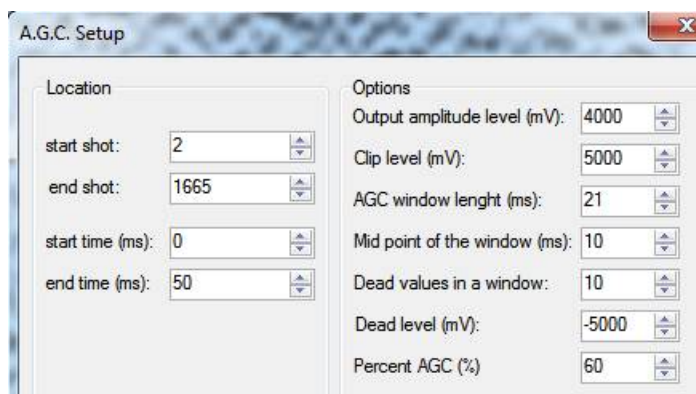 A.G.C. Setup
x
Location
start shot: 2
end shot: 1665
start time (ms): 0
end time (ms): 50
Options
Output amplitude level (mV): 4000
Clip level (mV): 5000
AGC window lenght (ms): 21
Mid point of the window (ms): 10
Dead values in a window: 10
Dead level (mV): -5000
Percent AGC (%) 60